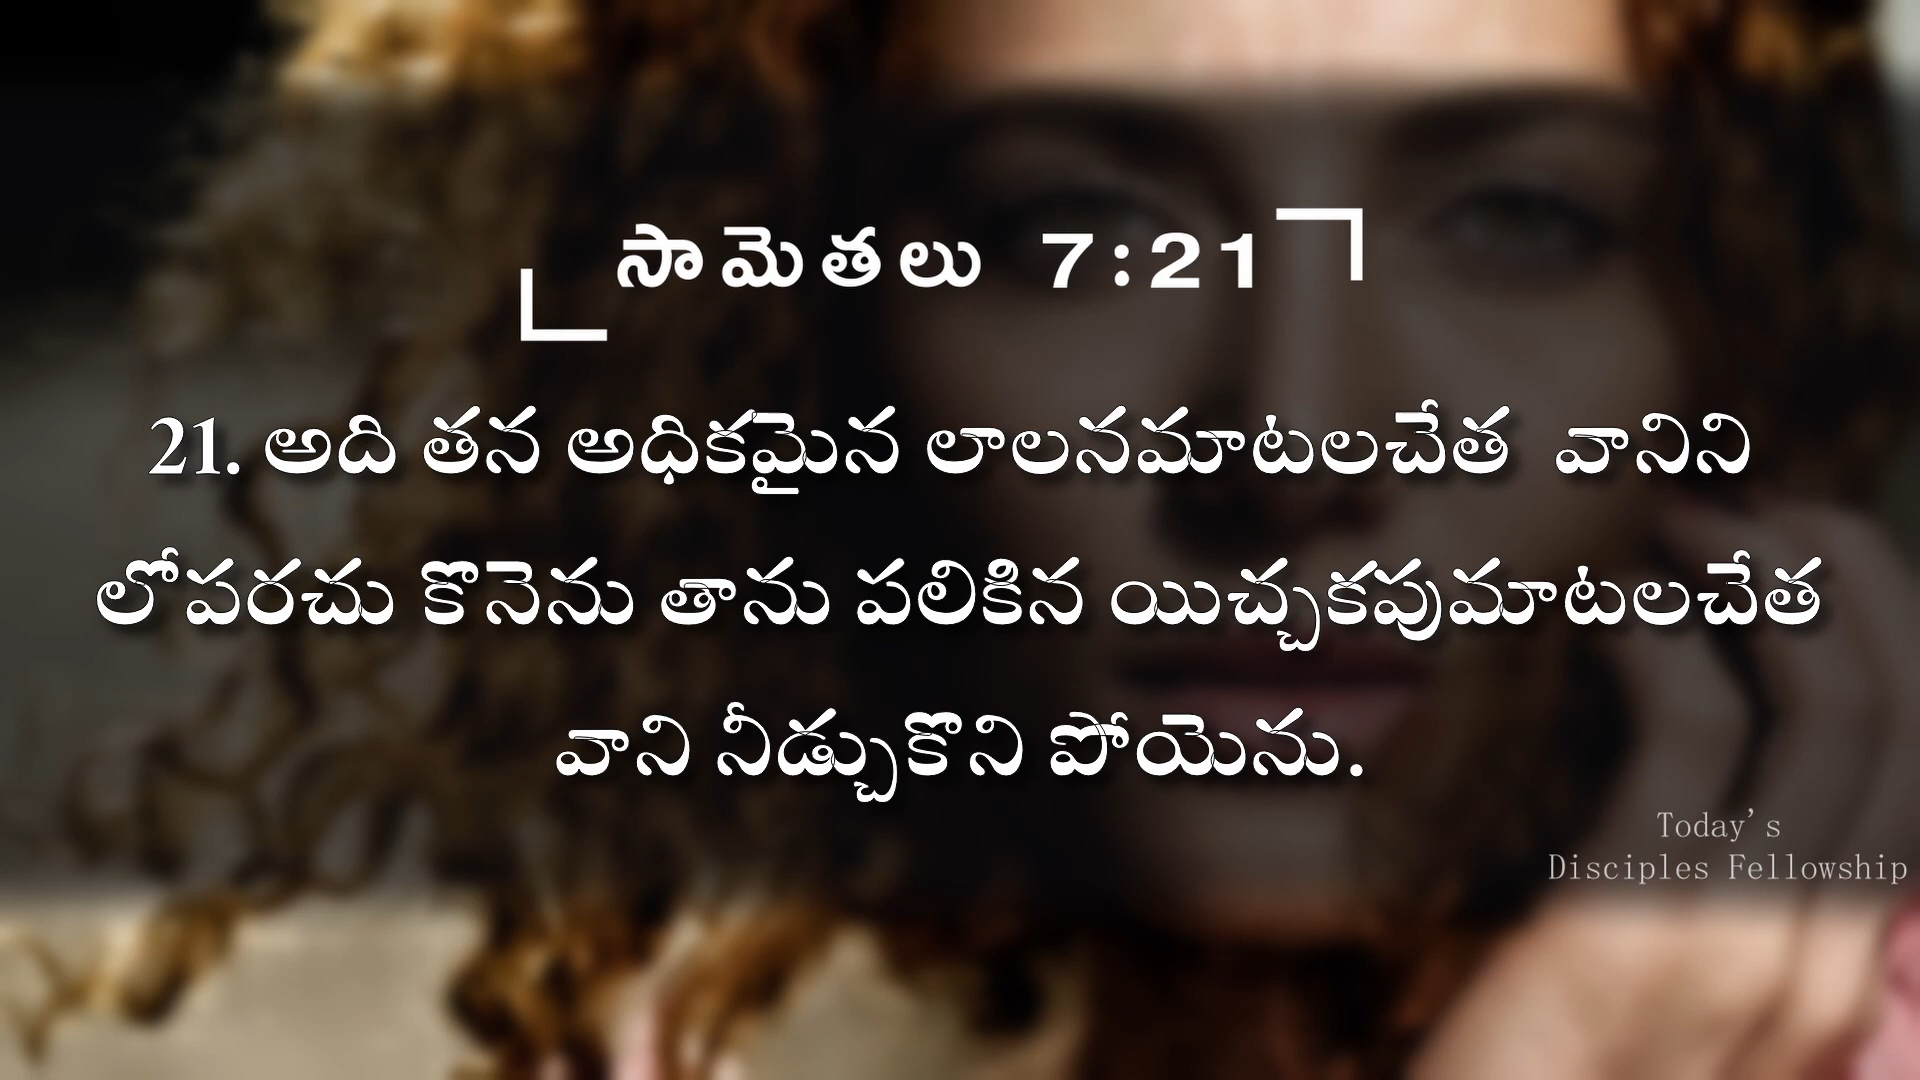 సామెతలు 7:21
21. అది తన అధికమైన లాలనమాటలచేత వానిని
లోపరచు కొనెను తాను పలికిన యిచ్చకపుమాటలచేత
వాని నీడ్చుకొని పోయెను.
Today's
Disciples Fellowship